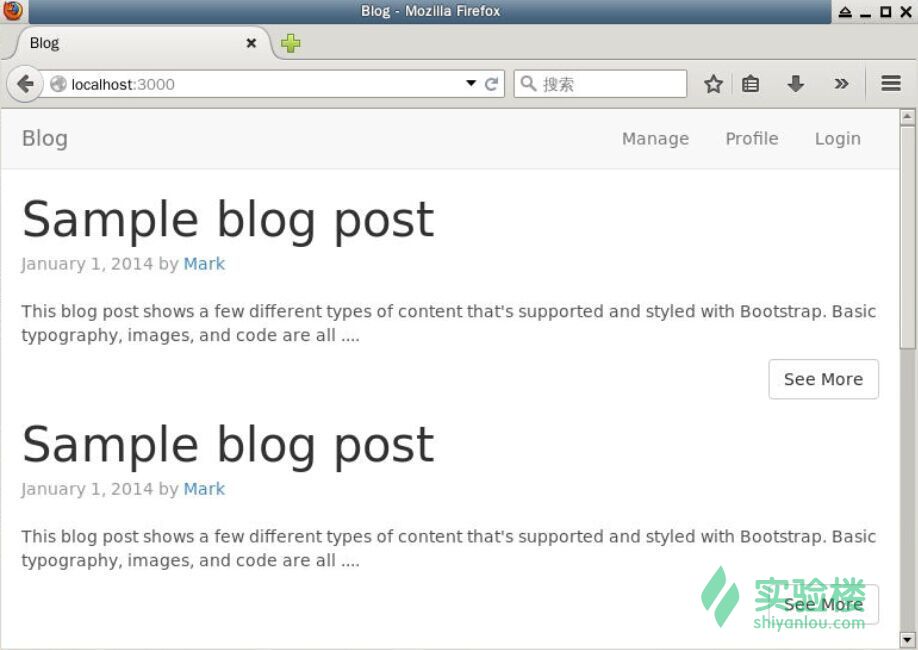 Blog - Mozilla Firefox
Blog
localhost:3000
搜索
Blog Manage Profile Login
Sample blog post
January 1, 2014 by Mark
This blog post shows a few different types of content that's supported and styled with Bootstrap. Basic
typography, images, and code are all ....
See More
Sample blog post
January 1, 2014 by Mark
This blog post shows a few different types of content that's supported and styled with Bootstrap. Basic
typography, images, and code are all ....
See More
实验楼
shiyanlou.com